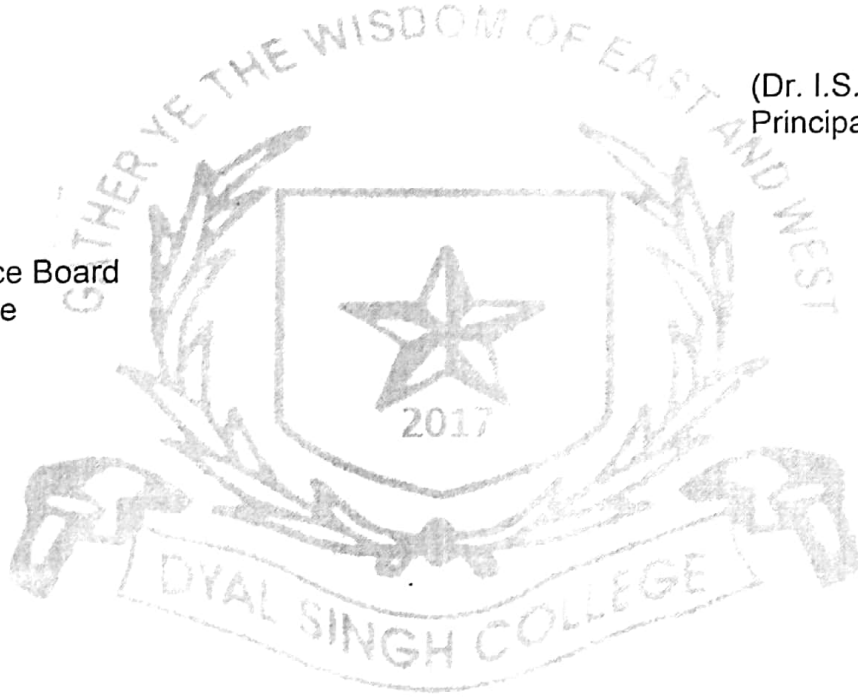 GATHER YE THE WISDOM OF EAST AND WEST
(Dr. I.S.
Principa
ce Board
e
2017
DYAL SINGH COLLEGE